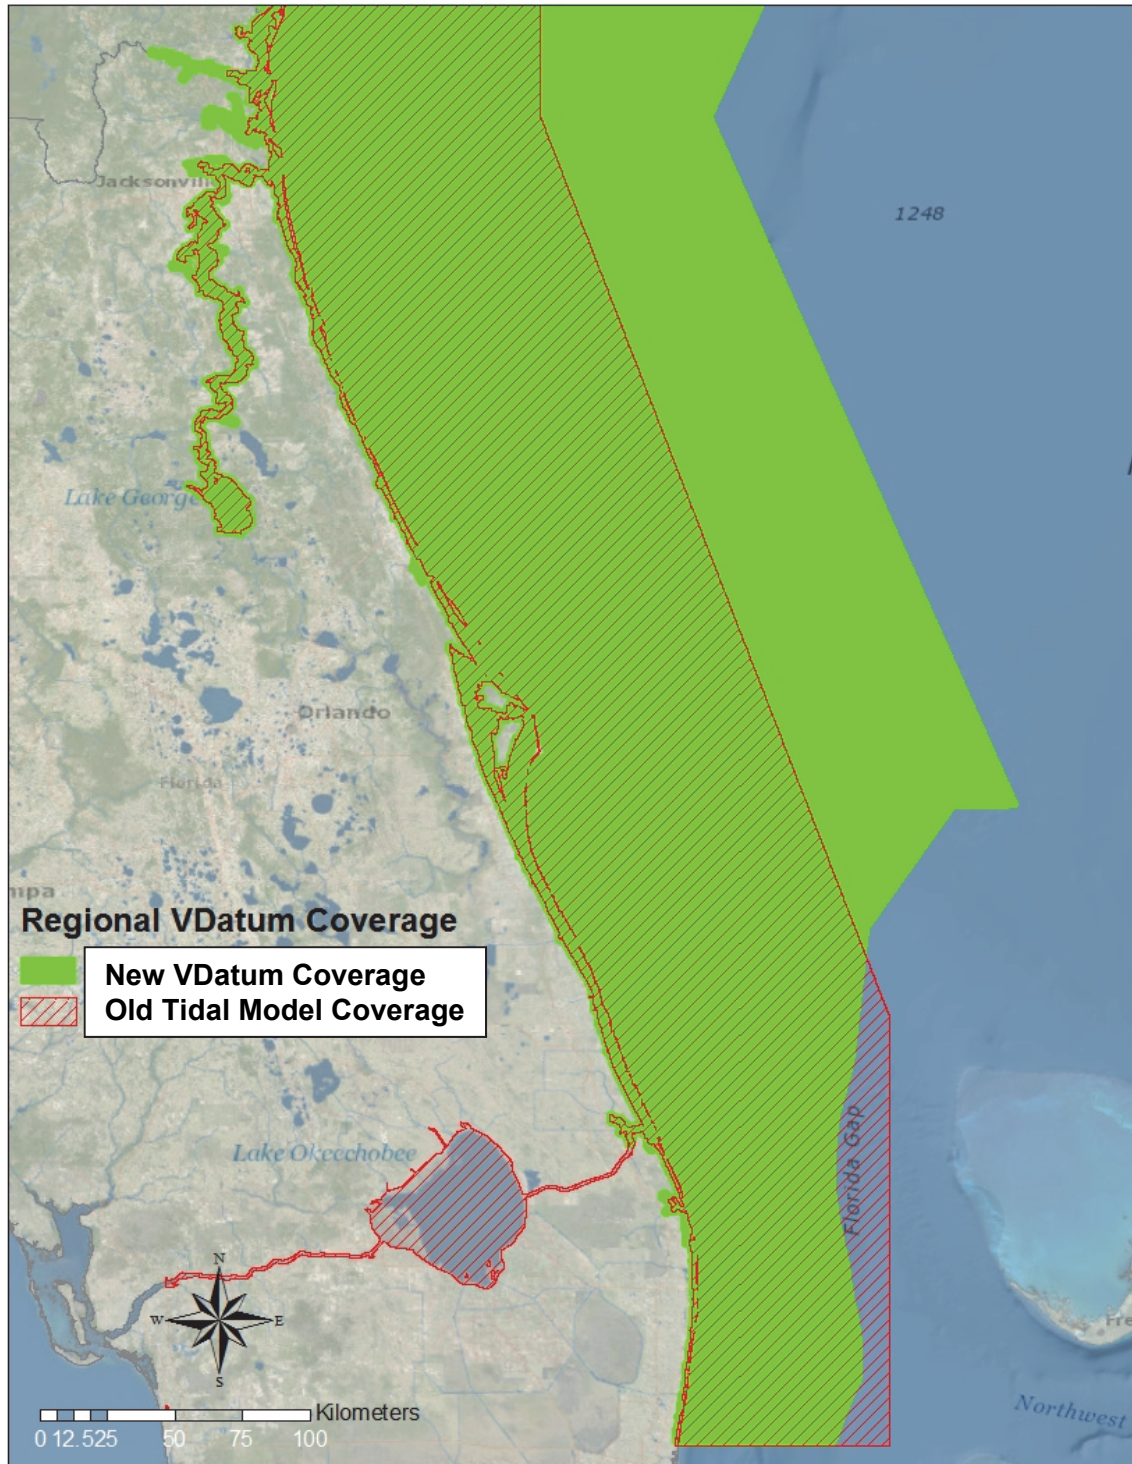 1248
Jacksonvill
Lake George
Orlando
Florida
mpa
Regional VDatum Coverage
New VDatum Coverage
Old Tidal Model Coverage
Florida Gap
Lake Okeechobee
N
W E
S
Fre
Kilometers
0 12.525 50 75 100
Northwest